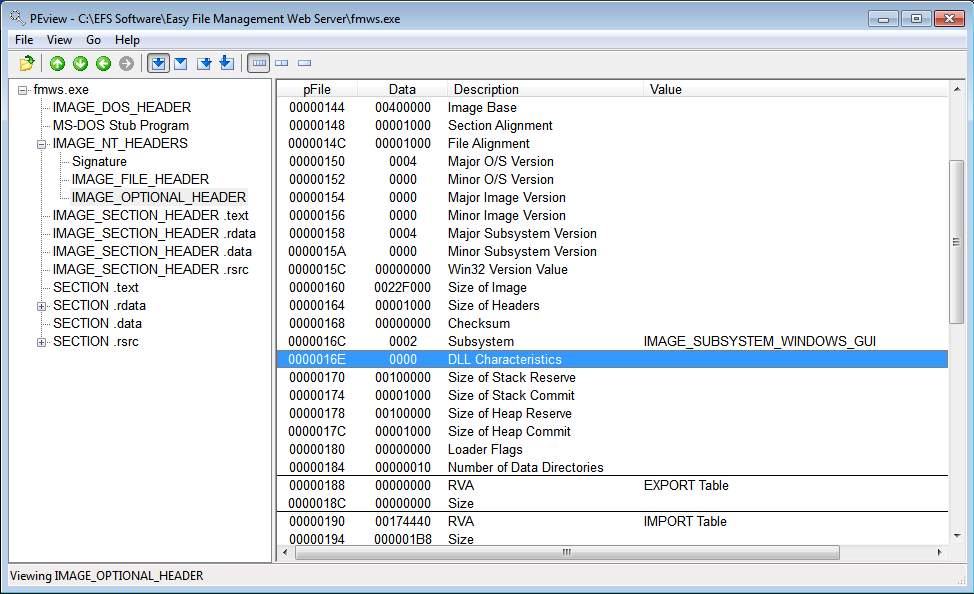 PEview - C:\EFS Software\Easy File Management Web Server\fmws.exe
File View Go Help
fmws.exe
IMAGE_DOS_HEADER
MS-DOS Stub Program
IMAGE_NT_HEADERS
Signature
IMAGE_FILE_HEADER
IMAGE_OPTIONAL_HEADER
IMAGE_SECTION_HEADER .text
IMAGE_SECTION_HEADER .rdata
IMAGE_SECTION_HEADER .data
IMAGE_SECTION_HEADER .rsrc
SECTION .text
SECTION .rdata
SECTION .data
SECTION .rsrc
pFile Data Description Value
00000144 00400000 Image Base
00000148 00001000 Section Alignment
0000014C 00001000 File Alignment
00000150 0004 Major O/S Version
00000152 0000 Minor O/S Version
00000154 0000 Major Image Version
00000156 0000 Minor Image Version
00000158 0004 Major Subsystem Version
0000015A 0000 Minor Subsystem Version
0000015C 00000000 Win32 Version Value
00000160 0022F000 Size of Image
00000164 00001000 Size of Headers
00000168 00000000 Checksum
0000016C 0002 Subsystem IMAGE_SUBSYSTEM_WINDOWS_GUI
0000016E 0000 DLL Characteristics
00000170 00100000 Size of Stack Reserve
00000174 00001000 Size of Stack Commit
00000178 00100000 Size of Heap Reserve
0000017C 00001000 Size of Heap Commit
00000180 00000000 Loader Flags
00000184 00000010 Number of Data Directories
00000188 00000000 RVA EXPORT Table
0000018C 00000000 Size
00000190 00174440 RVA IMPORT Table
00000194 000001B8 Size
Viewing IMAGE_OPTIONAL_HEADER